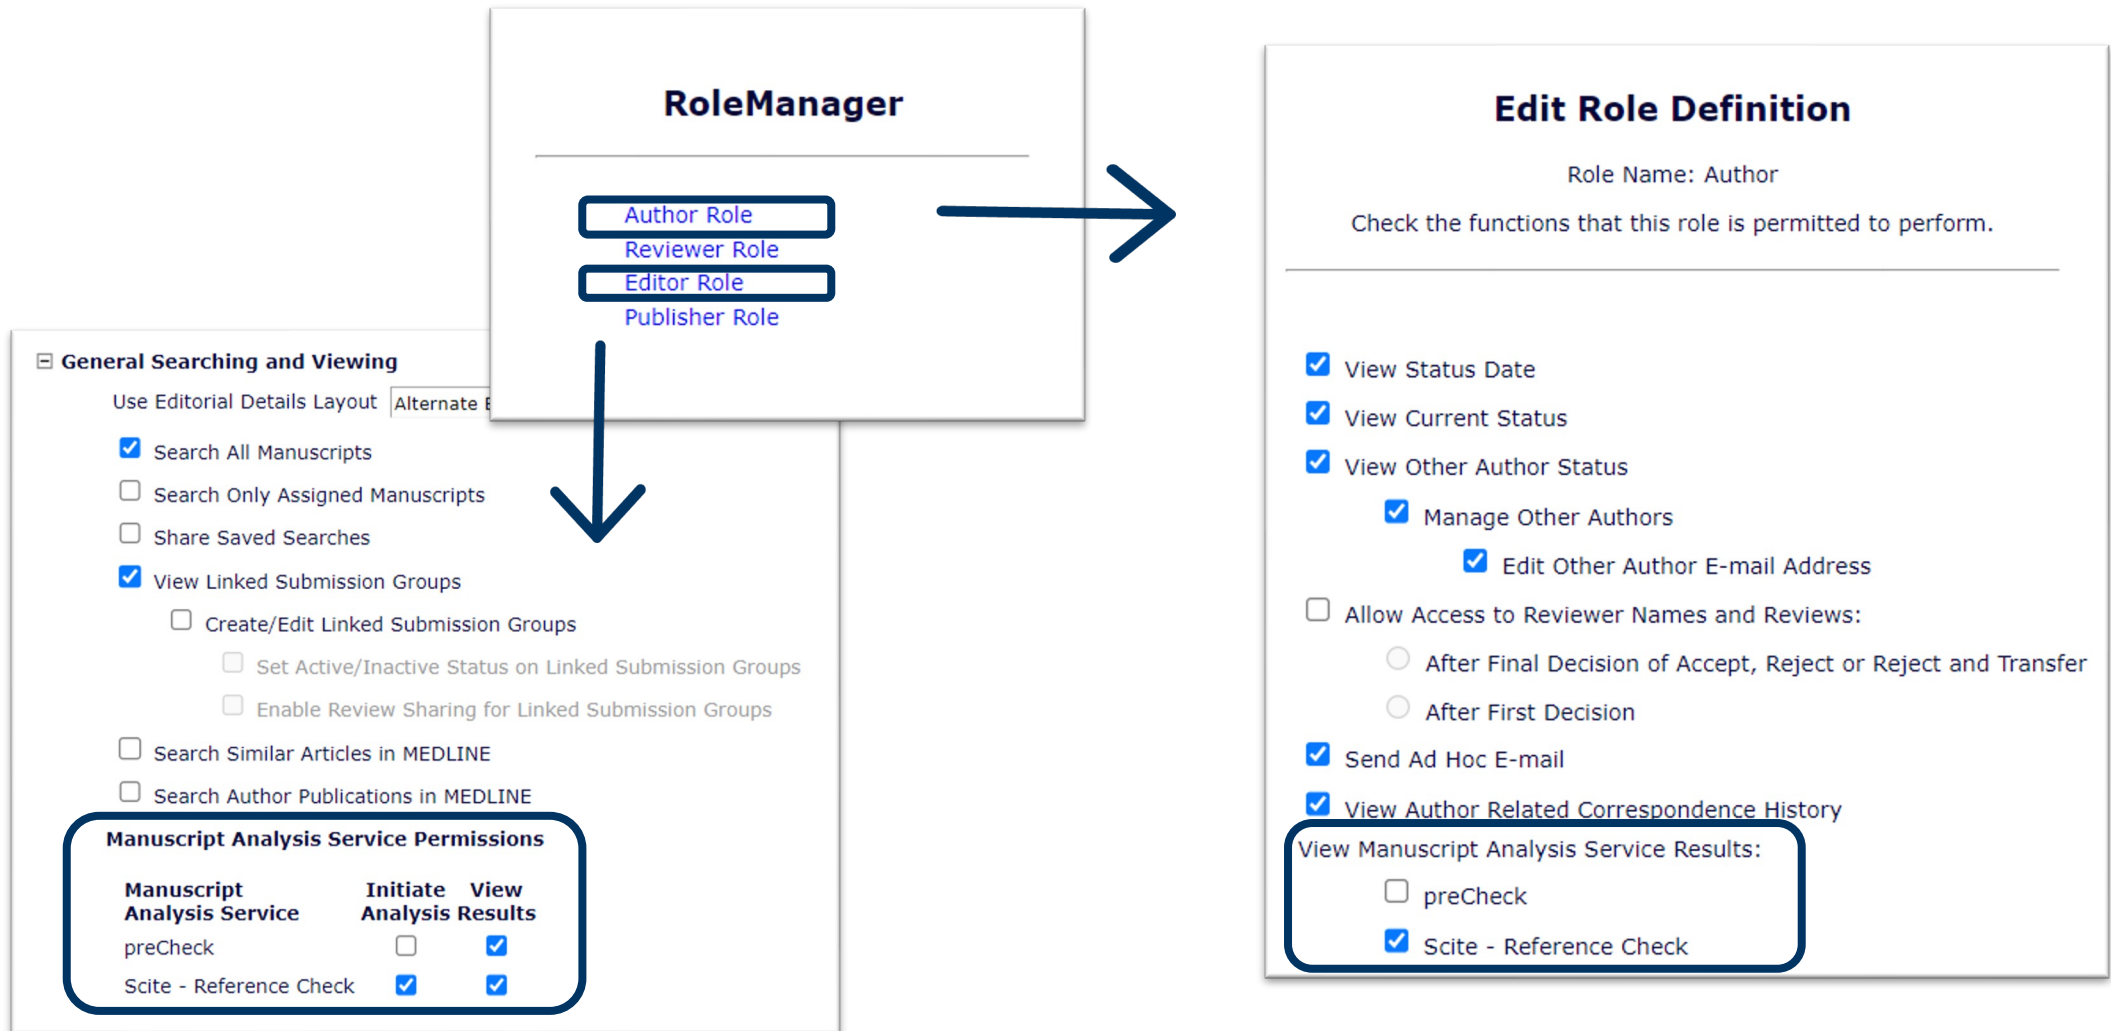 RoleManager
Author Role
Reviewer Role
Editor Role
Publisher Role
General Searching and Viewing
Use Editorial Details Layout Alternate
Search All Manuscripts
Search Only Assigned Manuscripts
Share Saved Searches
View Linked Submission Groups
Create/Edit Linked Submission Groups
Set Active/Inactive Status on Linked Submission Groups
Enable Review Sharing for Linked Submission Groups
Search Similar Articles in MEDLINE
Search Author Publications in MEDLINE
Manuscript Analysis Service Permissions
Manuscript Initiate View
Analysis Service Analysis Results
preCheck
Scite - Reference Check
Edit Role Definition
Role Name: Author
Check the functions that this role is permitted to perform.
View Status Date
View Current Status
View Other Author Status
Manage Other Authors
Edit Other Author E-mail Address
Allow Access to Reviewer Names and Reviews:
After Final Decision of Accept, Reject or Reject and Transfer
After First Decision
Send Ad Hoc E-mail
View Author Related Correspondence History
View Manuscript Analysis Service Results:
preCheck
Scite - Reference Check